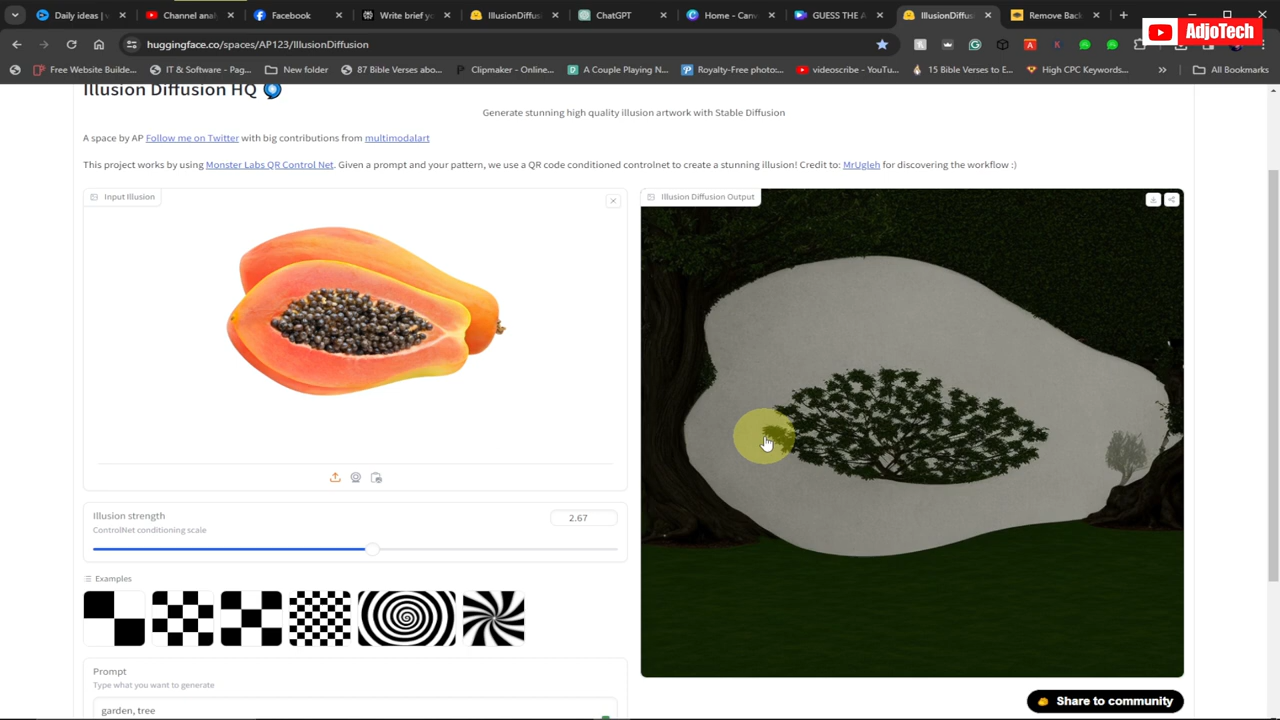 Daily ideas |
Channel ana
Facebook
Write brief yo
IllusionDiffus
ChatGPT
Home - Canv
GUESS THE A
IllusionDiffus
Remove Back
AdjoTech
huggingface.co/spaces/AP123/IllusionDiffusion
Free Website Builde...
IT & Software - Pag...
New folder
87 Bible Verses abo...
Clipmaker - Online...
A Couple Playing N...
Royalty-Free photo:...
videoscribe - YouTu...
15 Bible Verses to E...
High CPC Keywords...
All Bookmarks
Illusion Diffusion HQ
Generate stunning high quality illusion artwork with Stable Diffusion
A space by AP Follow me on Twitter with big contributions from multimodalart
This project works by using Monster Labs QR Control Net. Given a prompt and your pattern, we use a QR code conditioned controlnet to create a stunning illusion! Credit to: MrUgleh for discovering the workflow :)
Input Illusion
Illusion Diffusion Output
Illusion strength
2.67
ControlNet conditioning scale
Examples
Prompt
Type what you want to generate
garden, tree
Share to community